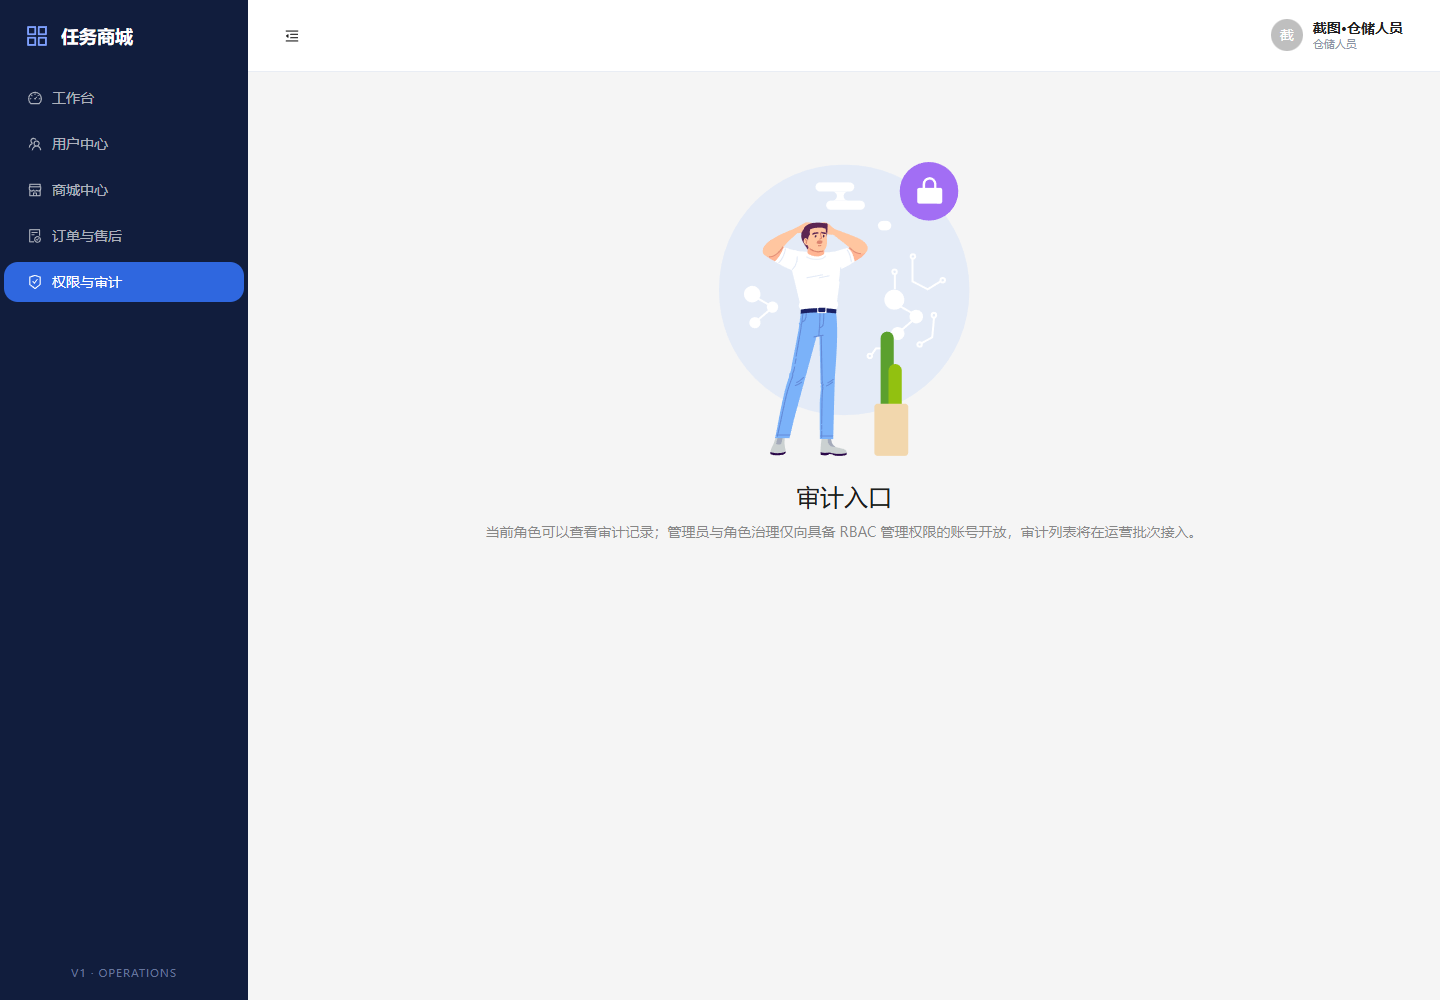 任务商城
工作台
用户中心
商城中心
订单与售后
权限与审计
V1 · OPERATIONS
截
截图•仓储人员
仓储人员
审计入口
当前角色可以查看审计记录；管理员与角色治理仅向具备 RBAC 管理权限的账号开放，审计列表将在运营批次接入。